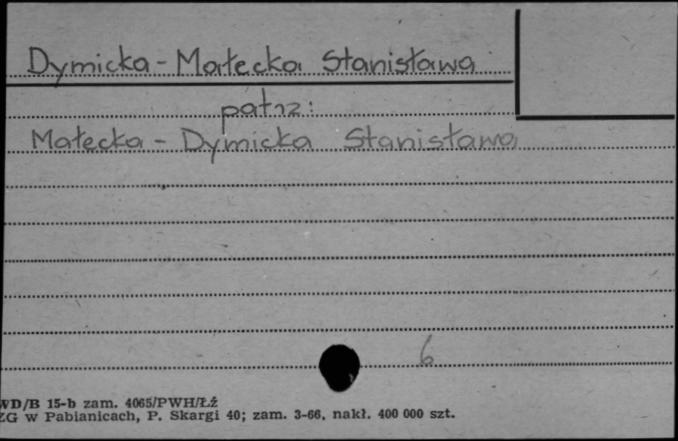 Dymicka - Małecka Stanisława
patrz:
Małecka - Dymicka Stanisława
6
WD/B 15-b zam. 4065/PWH/Łź
ZG w Pabianicach, P. Skargi 40; zam. 3-66, nakł. 400 000 szt.